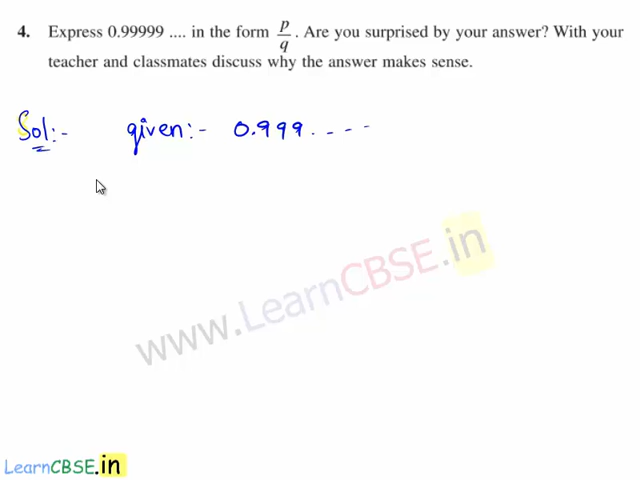 4. Express 0.99999 .... in the form p/q . Are you surprised by your answer? With your
teacher and classmates discuss why the answer makes sense.
Sol:- given:- 0.999. - - -
www.LearnCBSE.in
LearnCBSE.in